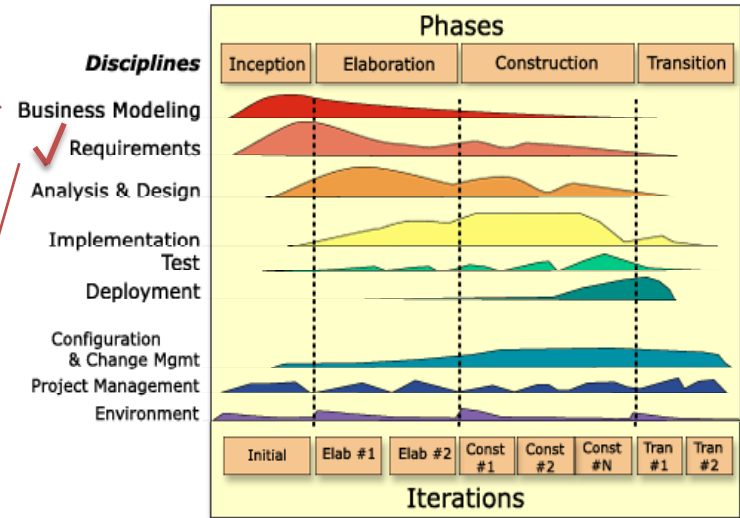 Phases
Disciplines Inception Elaboration Construction Transition
Business Modeling
Requirements
Analysis & Design
Implementation
Test
Deployment
Configuration
& Change Mgmt
Project Management
Environment
Initial Elab #1 Elab #2 Const #1 Const #2 Const #N Tran #1 Tran #2
Iterations